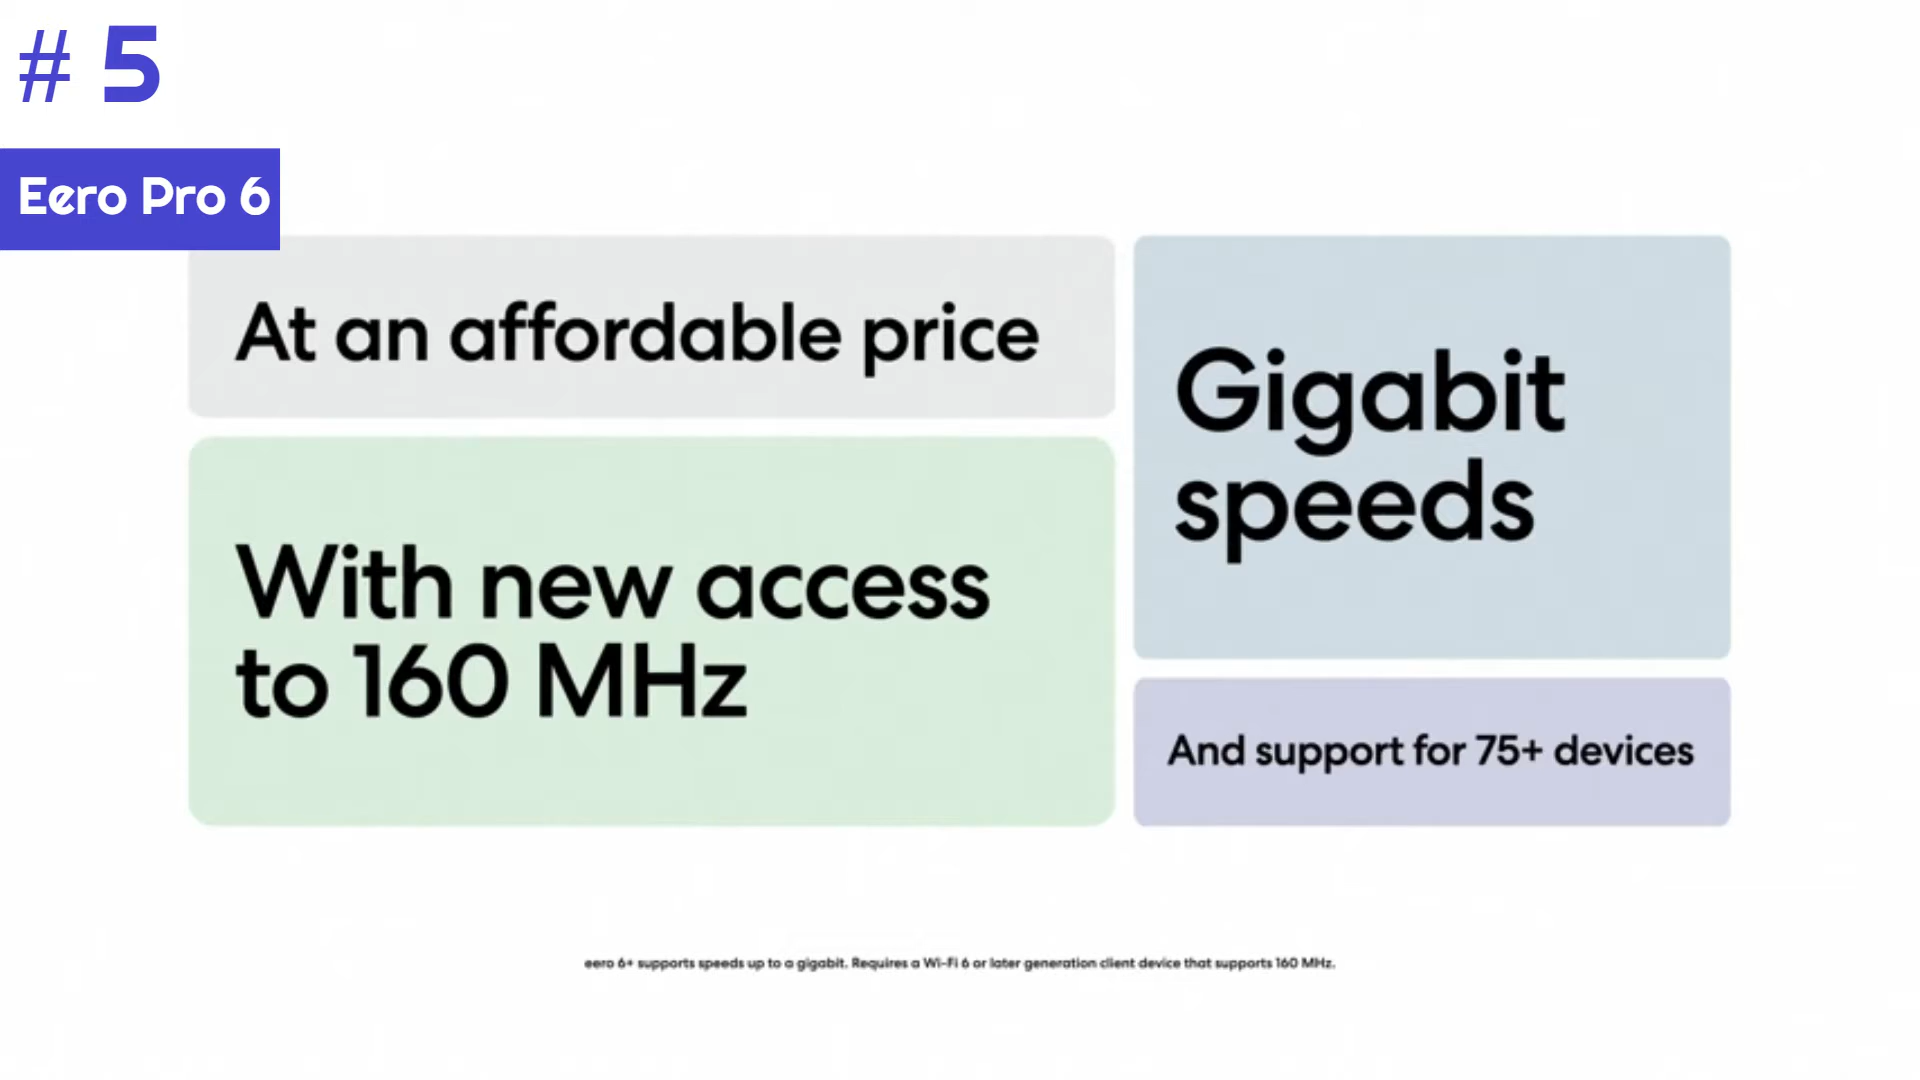 # 5
Eero Pro 6
At an affordable price
With new access
to 160 MHz
Gigabit
speeds
And support for 75+ devices
eero 6+ supports speeds up to a gigabit. Requires a Wi-Fi 6 or later generation client device that supports 160 MHz.